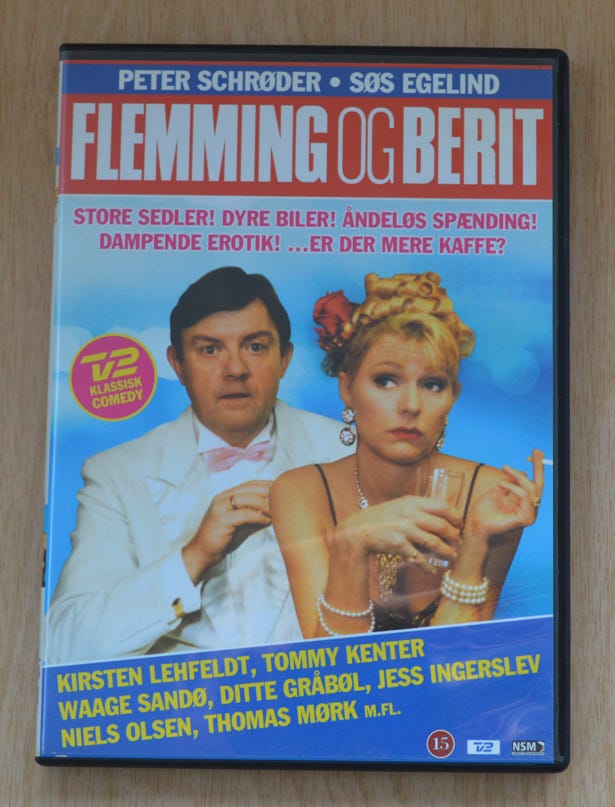 PETER SCHRØDER • SØS EGELIND
FLEMMING OG BERIT
STORE SEDLER! DYRE BILER! ÅNDELØS SPÆNDING!
DAMPENDE EROTIK! ...ER DER MERE KAFFE?
TV2
KLASSISK
COMEDY
KIRSTEN LEHFELDT, TOMMY KENTER
WAAGE SANDØ, DITTE GRÅBØL, JESS INGERSLEV
NIELS OLSEN, THOMAS MØRK M.FL.
15 TV2 NSM